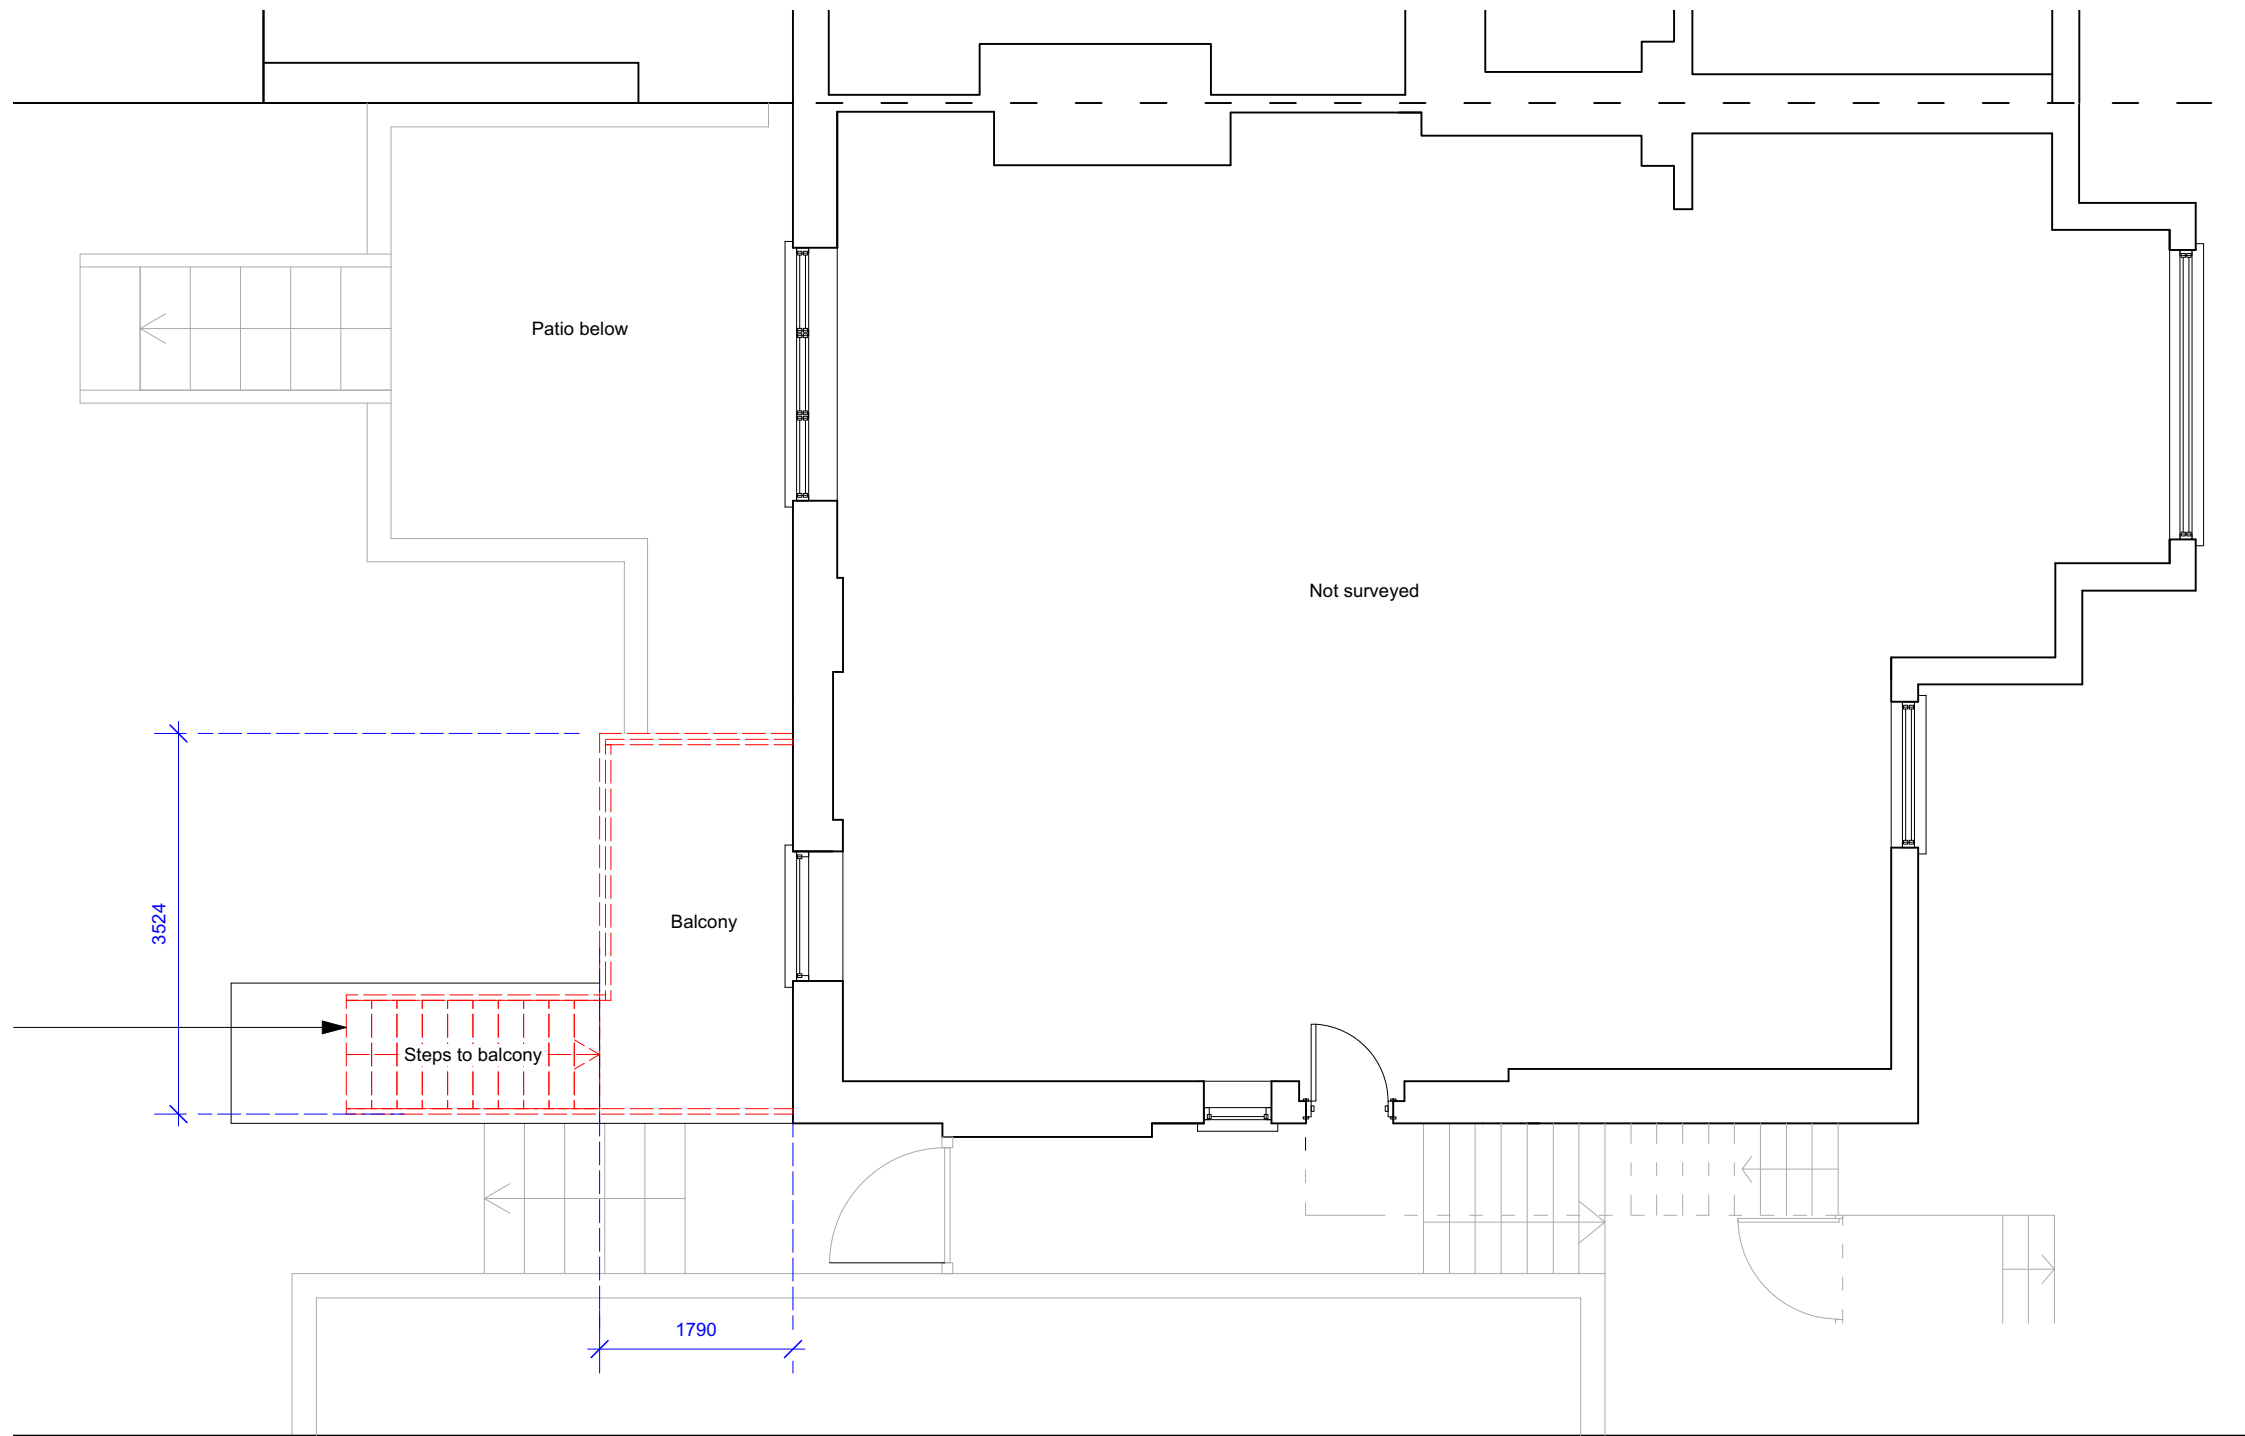 Patio below
Not surveyed
3524
Balcony
Steps to balcony
1790